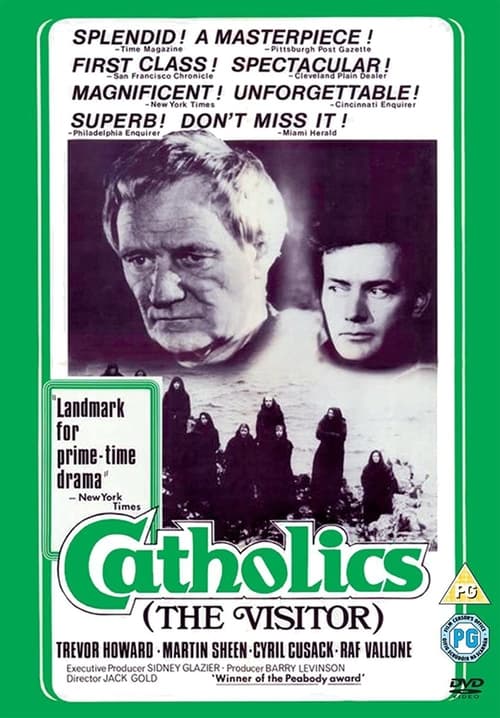 SPLENDID! A MASTERPIECE!
-Time Magazine -Pittsburgh Post Gazette
FIRST CLASS! SPECTACULAR!
-San Francisco Chronicle -Cleveland Plain Dealer
MAGNIFICENT! UNFORGETTABLE!
-New York Times -Cincinnati Enquirer
SUPERB! DON'T MISS IT!
-Philadelphia Enquirer -Miami Herald
"Landmark
for
prime-time
drama"
- New York
Times
Catholics
(THE VISITOR)
TREVOR HOWARD · MARTIN SHEEN · CYRIL CUSACK · RAF VALLONE
Executive Producer SIDNEY GLAZIER · Producer BARRY LEVINSON
Director JACK GOLD "Winner of the Peabody award"
PG
PG
DVD
VIDEO